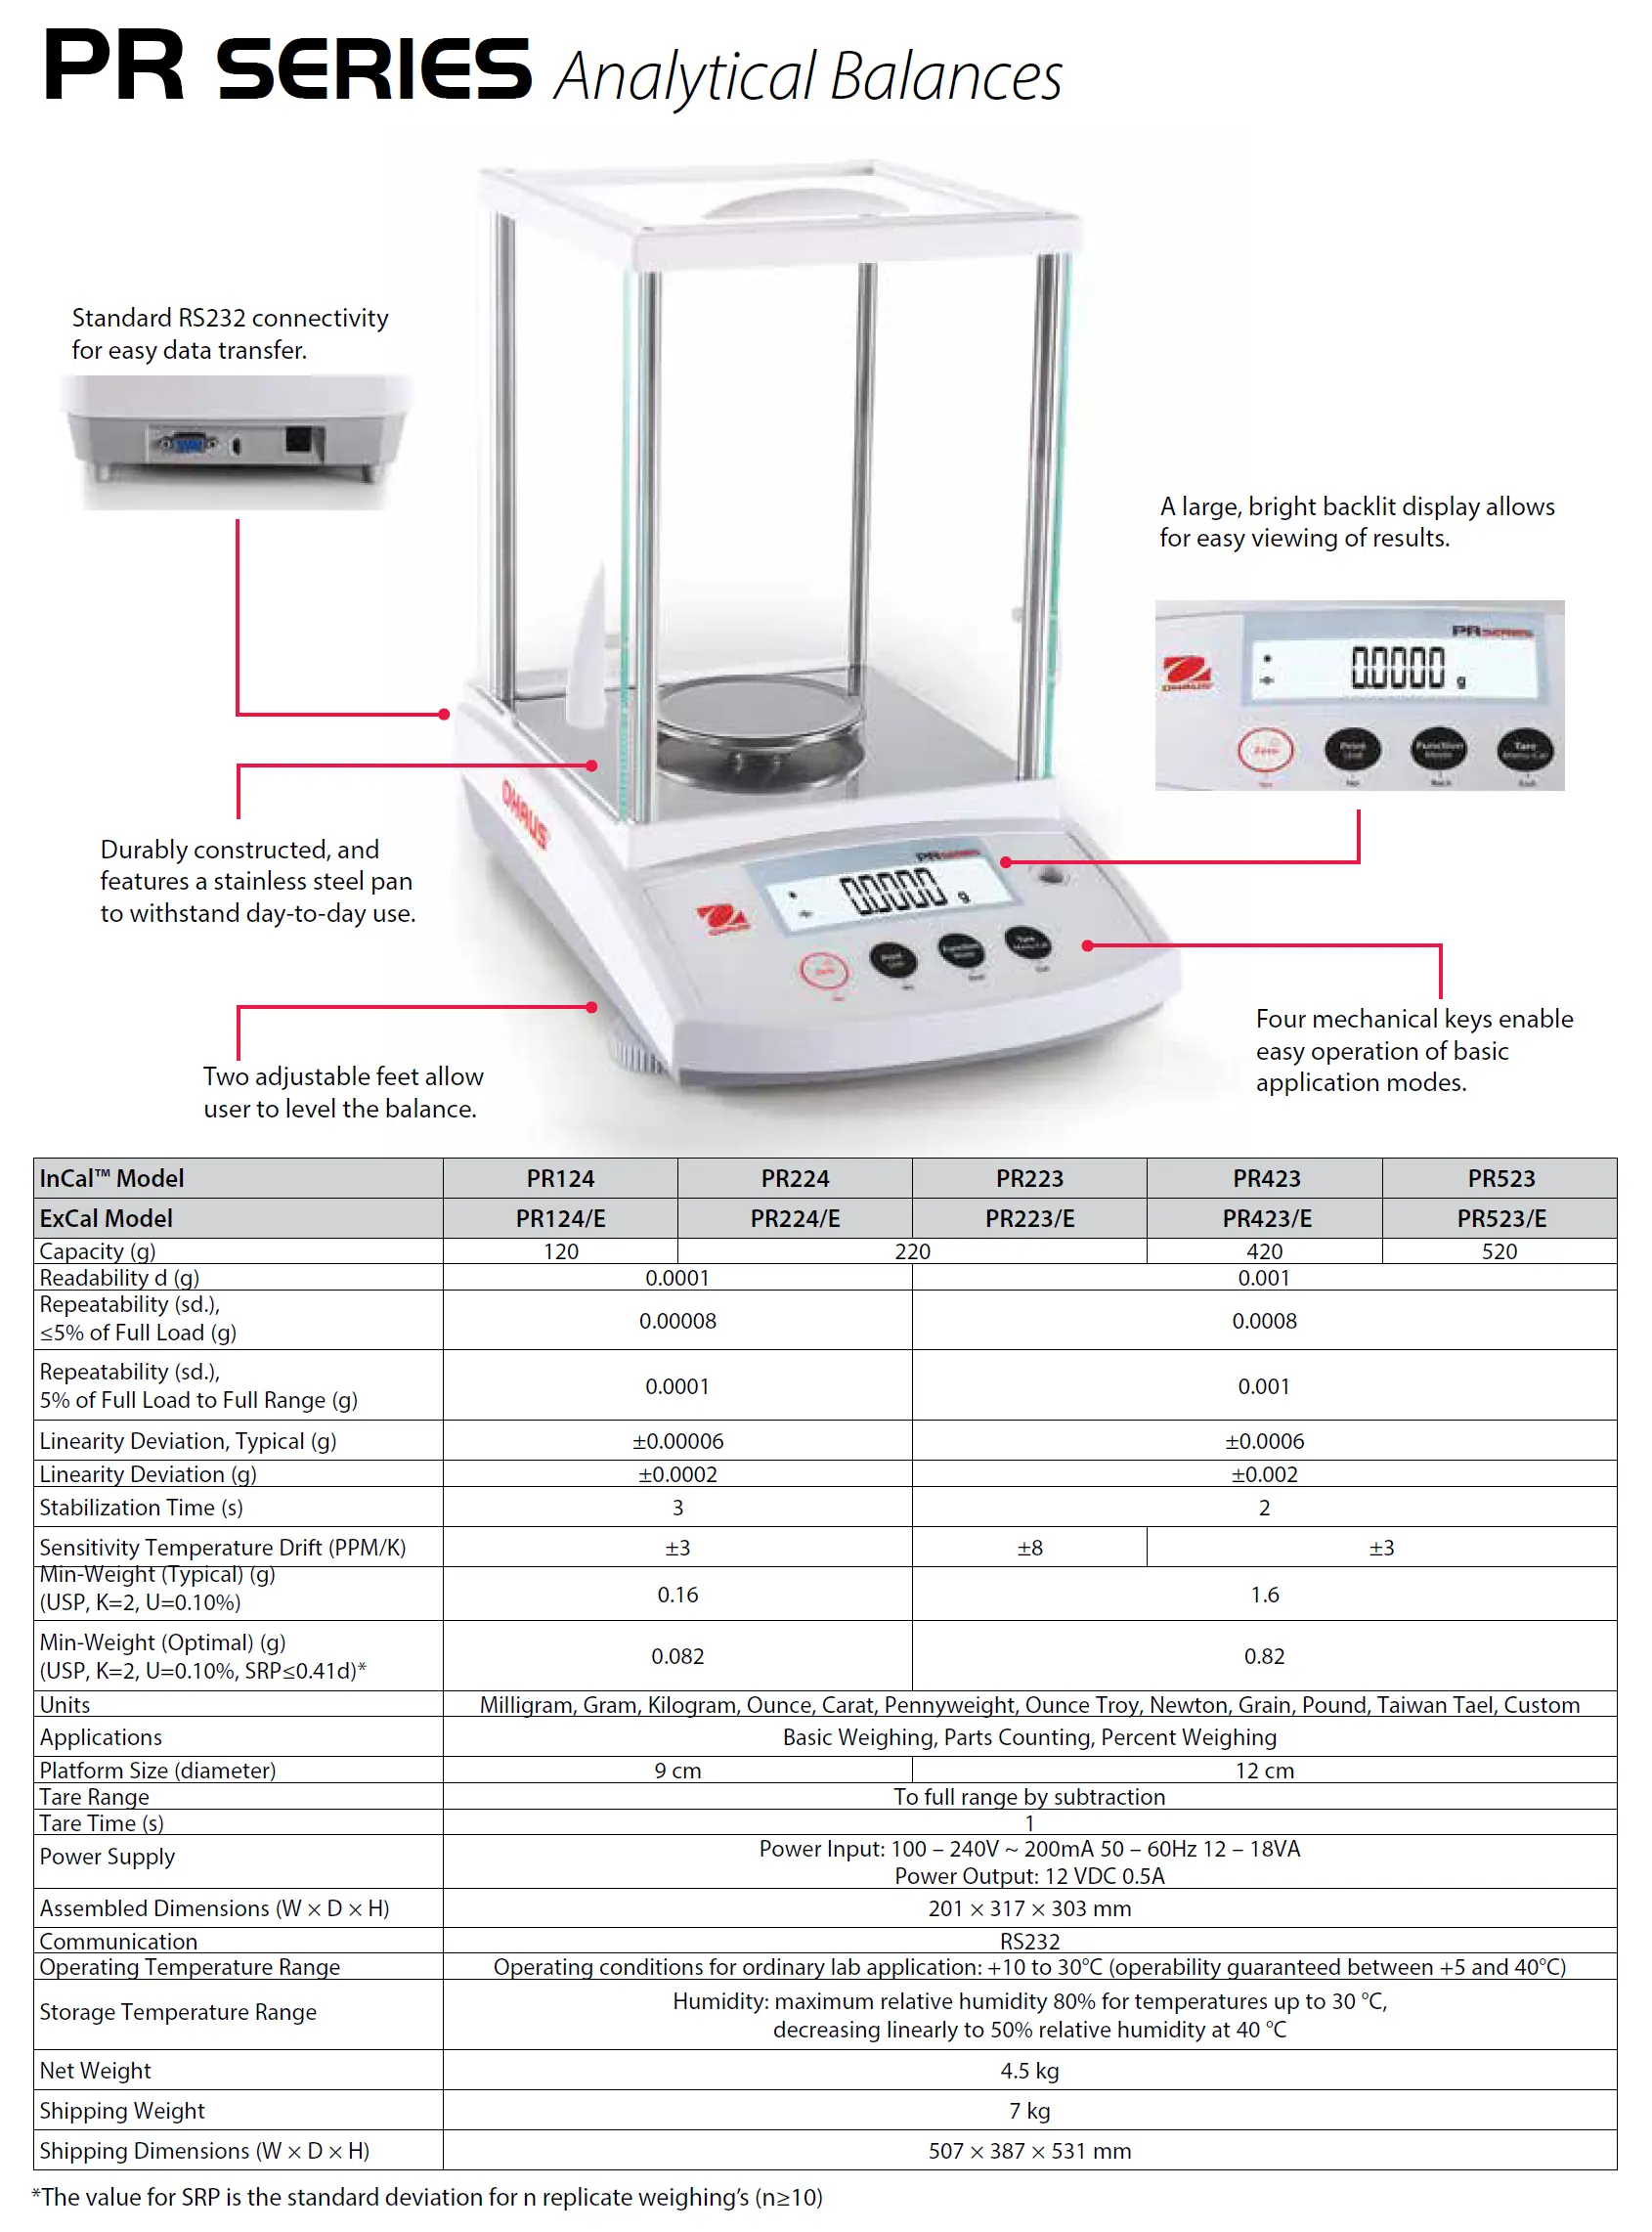 PR SERIES Analytical Balances
Standard RS232 connectivity
for easy data transfer.
A large, bright backlit display allows
for easy viewing of results.
PR SERIES
0.0000 g
OHAUS
Zero
Print
Function
Tare
OHAUS
PR SERIES
0.0000 g
Durably constructed, and
features a stainless steel pan
to withstand day-to-day use.
Two adjustable feet allow
user to level the balance.
Four mechanical keys enable
easy operation of basic
application modes.
InCal™ Model PR124 PR224 PR223 PR423 PR523
ExCal Model PR124/E PR224/E PR223/E PR423/E PR523/E
Capacity (g) 120 220 420 520
Readability d (g) 0.0001 0.001
Repeatability (sd.),
≤5% of Full Load (g) 0.00008 0.0008
Repeatability (sd.),
5% of Full Load to Full Range (g) 0.0001 0.001
Linearity Deviation, Typical (g) ±0.00006 ±0.0006
Linearity Deviation (g) ±0.0002 ±0.002
Stabilization Time (s) 3 2
Sensitivity Temperature Drift (PPM/K) ±3 ±8 ±3
Min-Weight (Typical) (g)
(USP, K=2, U=0.10%) 0.16 1.6
Min-Weight (Optimal) (g)
(USP, K=2, U=0.10%, SRP≤0.41d)* 0.082 0.82
Units Milligram, Gram, Kilogram, Ounce, Carat, Pennyweight, Ounce Troy, Newton, Grain, Pound, Taiwan Tael, Custom
Applications Basic Weighing, Parts Counting, Percent Weighing
Platform Size (diameter) 9 cm 12 cm
Tare Range To full range by subtraction
Tare Time (s) 1
Power Supply Power Input: 100 – 240V ~ 200mA 50 – 60Hz 12 – 18VA
Power Output: 12 VDC 0.5A
Assembled Dimensions (W × D × H) 201 × 317 × 303 mm
Communication RS232
Operating Temperature Range Operating conditions for ordinary lab application: +10 to 30°C (operability guaranteed between +5 and 40°C)
Storage Temperature Range Humidity: maximum relative humidity 80% for temperatures up to 30 °C,
decreasing linearly to 50% relative humidity at 40 °C
Net Weight 4.5 kg
Shipping Weight 7 kg
Shipping Dimensions (W × D × H) 507 × 387 × 531 mm
*The value for SRP is the standard deviation for n replicate weighing's (n≥10)